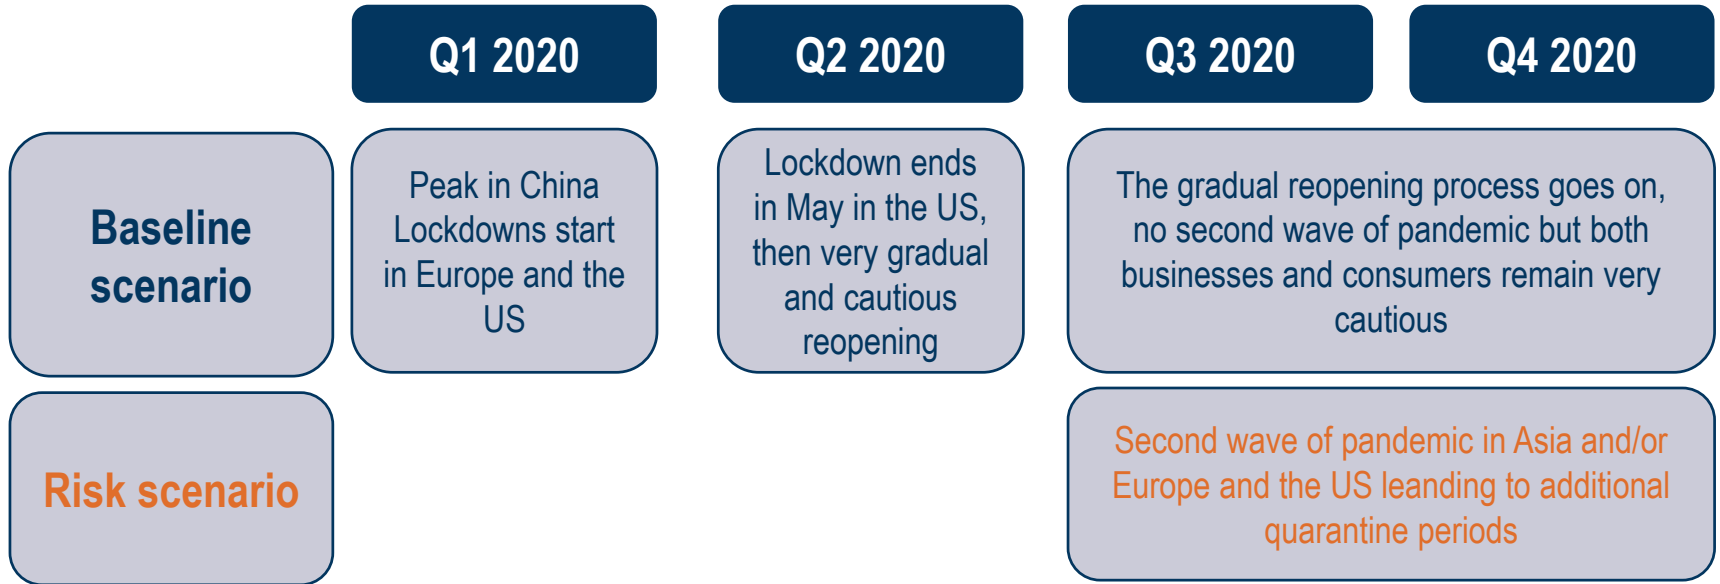 Q1 2020
Q2 2020
Q3 2020
Q4 2020
Baseline
scenario
Peak in China
Lockdowns start
in Europe and the
US
Lockdown ends
in May in the US,
then very gradual
and cautious
reopening
The gradual reopening process goes on,
no second wave of pandemic but both
businesses and consumers remain very
cautious
Risk scenario
Second wave of pandemic in Asia and/or
Europe and the US leanding to additional
quarantine periods